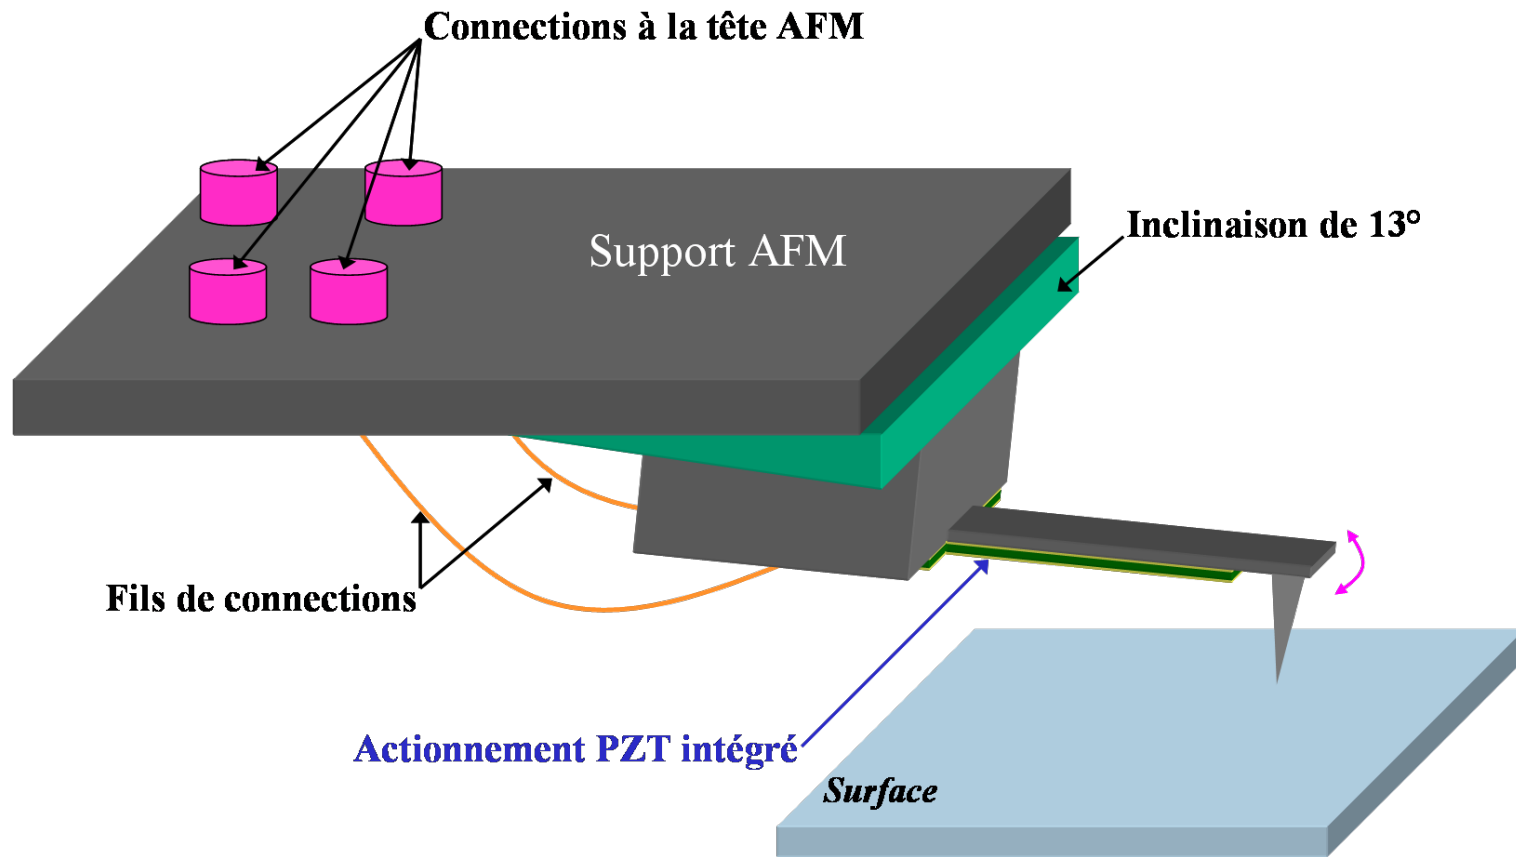 Connections à la tête AFM
Inclinaison de 13°
Support AFM
Fils de connections
Actionnement PZT intégré
Surface